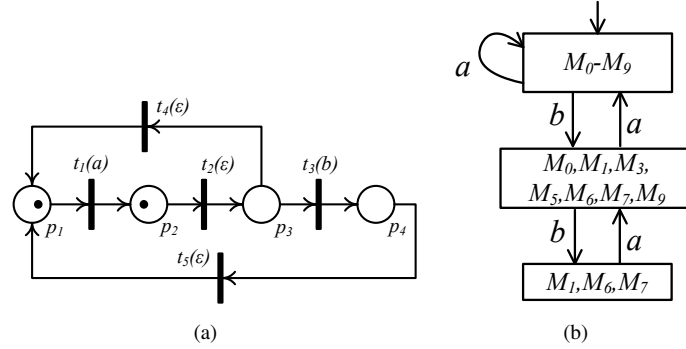 t₄(ε)
t₁(a)
t₂(ε)
t₃(b)
p₁
p₂
p₃
p₄
t₅(ε)
(a)
a
M₀-M₉
b
a
M₀,M₁,M₃,
M₅,M₆,M₇,M₉
b
a
M₁,M₆,M₇
(b)